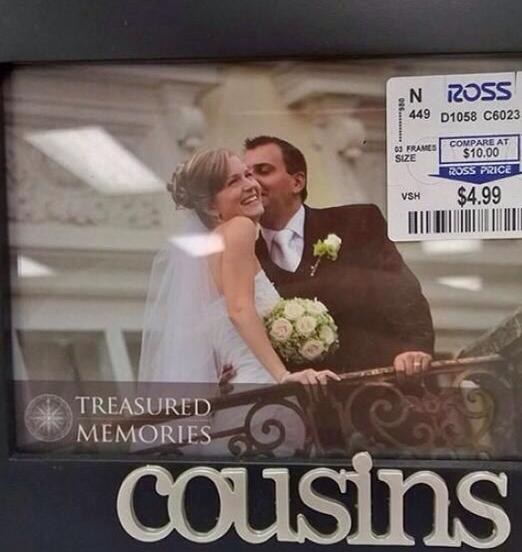 N ROSS
986
449 D1058 C6023
03 FRAMES COMPARE AT
SIZE $10.00
ROSS PRICE
VSH $4.99
TREASURED
MEMORIES
cousins